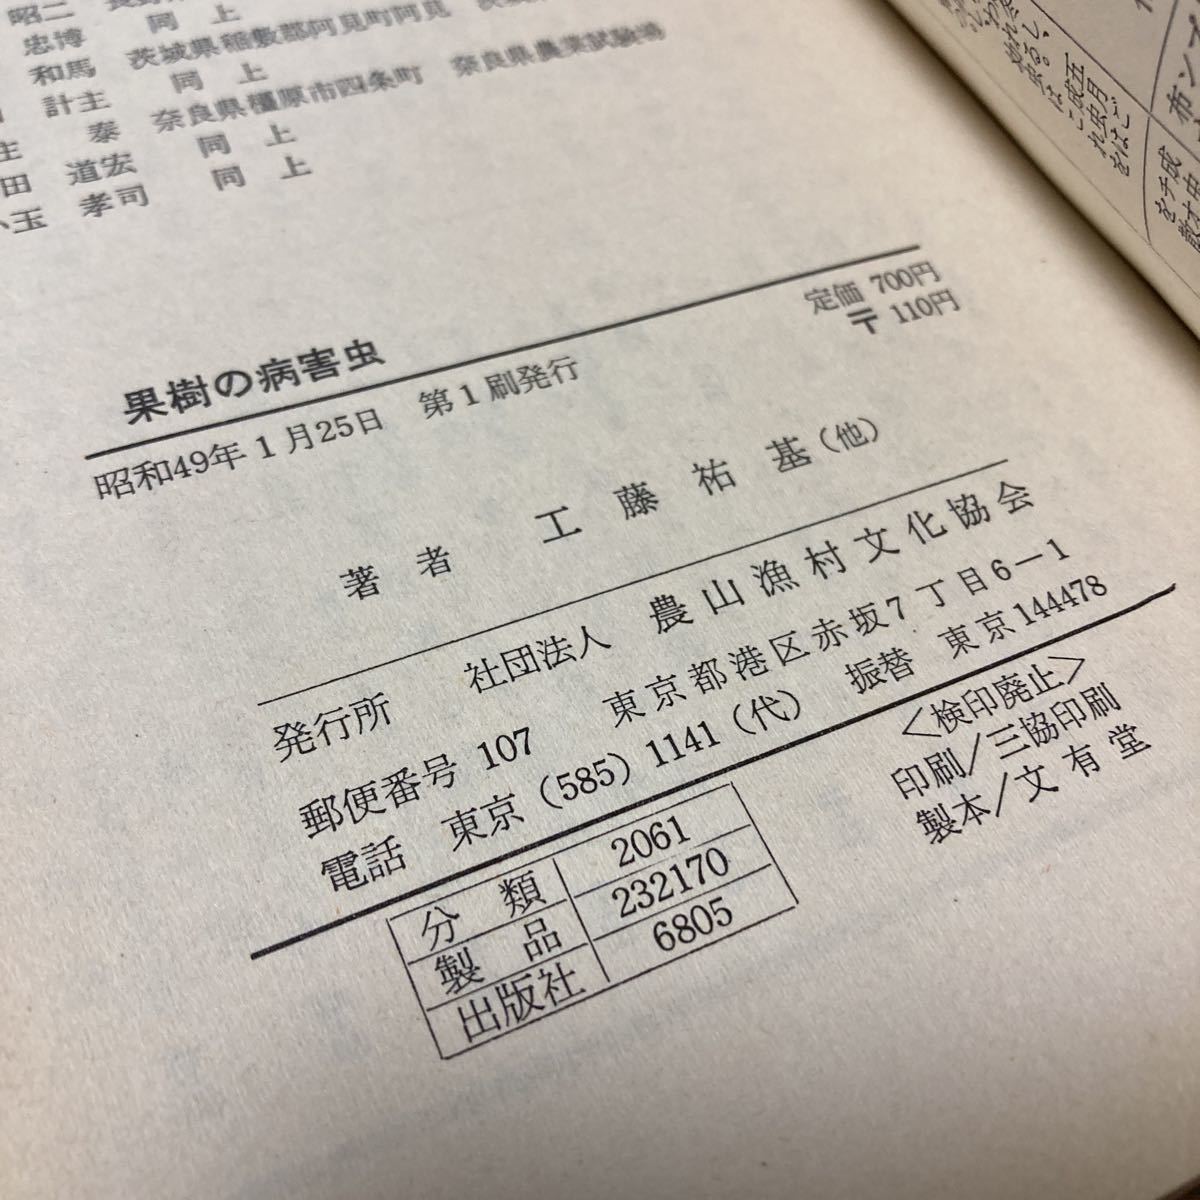 昭二
忠博 同上
和馬 茨城県稲敷郡阿見町阿見
計主 同上
泰 奈良県橿原市四条町 奈良県農業試験場
田 道宏 同上
玉 孝司 同上
定価 700円
〒 110円
果樹の病害虫
昭和49年1月25日 第1刷発行
著者 工藤祐基(他)
発行所 社団法人 農山漁村文化協会
郵便番号 107 東京都港区赤坂7丁目6―1
電話 東京(585)1141(代) 振替 東京144478
<検印廃止>
印刷/三協印刷
製本/文有堂
分類 2061
製品 232170
出版社 6805